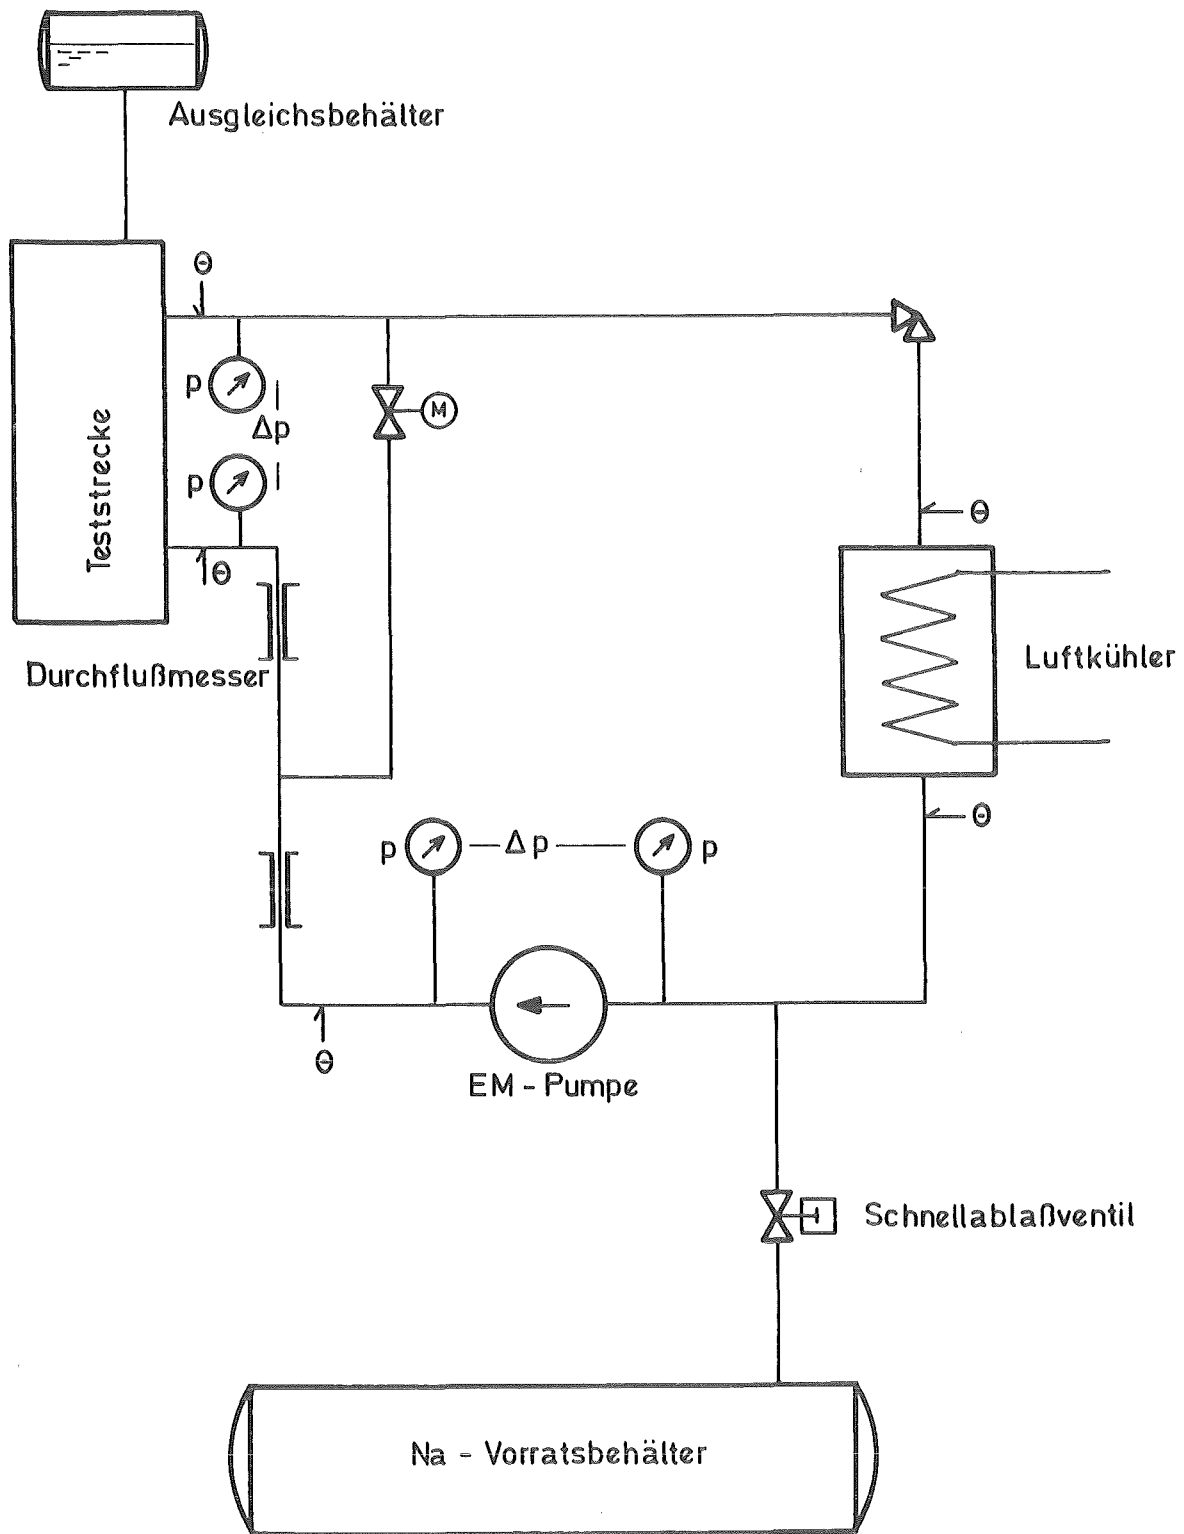 Ausgleichsbehälter
Θ
p
Δp
M
p
Teststrecke
Θ
Θ
Durchflußmesser
Luftkühler
Θ
p
Δp
p
Θ
EM - Pumpe
Schnellablaßventil
Na - Vorratsbehälter